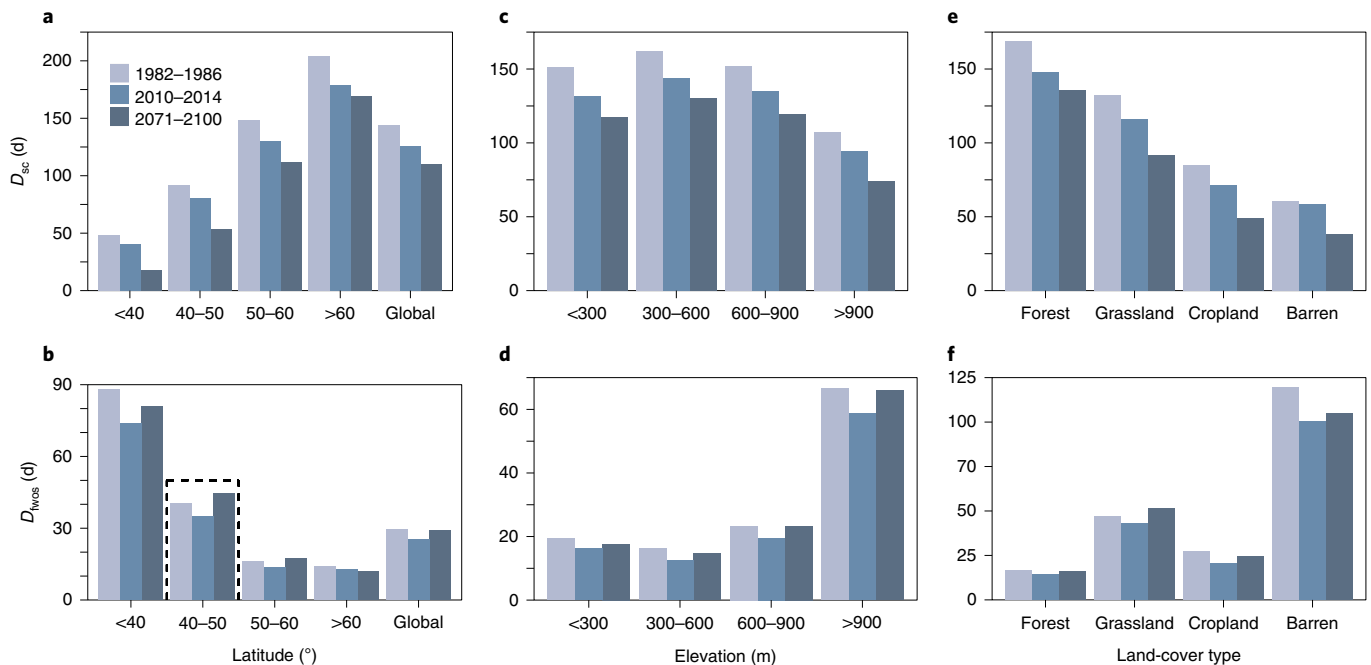 a
200
150
100
50
0
D_sc (d)
1982–1986
2010–2014
2071–2100
<40
40–50
50–60
>60
Global
c
150
100
50
0
<300
300–600
600–900
>900
e
150
100
50
0
Forest
Grassland
Cropland
Barren
b
90
60
30
0
D_fwos (d)
<40
40–50
50–60
>60
Global
Latitude (°)
d
60
40
20
0
<300
300–600
600–900
>900
Elevation (m)
f
125
100
75
50
25
0
Forest
Grassland
Cropland
Barren
Land-cover type